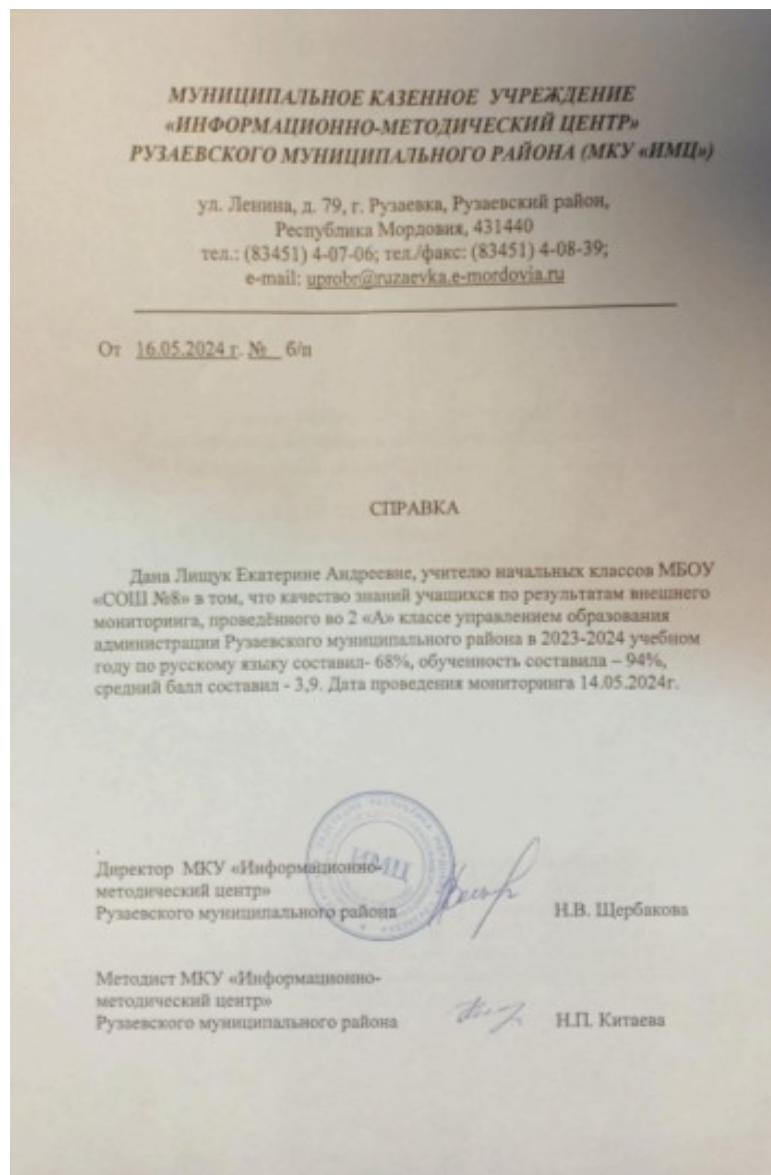 МУНИЦИПАЛЬНОЕ КАЗЕННОЕ УЧРЕЖДЕНИЕ
«ИНФОРМАЦИОННО-МЕТОДИЧЕСКИЙ ЦЕНТР»
РУЗАЕВСКОГО МУНИЦИПАЛЬНОГО РАЙОНА (МКУ «ИМЦ»)
ул. Ленина, д. 79, г. Рузаевка, Рузаевский район,
Республика Мордовия, 431440
тел.: (83451) 4-07-06; тел./факс: (83451) 4-08-39;
e-mail: uprobr@ruzaevka.e-mordovia.ru
От 16.05.2024 г. № б/н
СПРАВКА
Дана Лищук Екатерине Андреевне, учителю начальных классов МБОУ
«СОШ №8» в том, что качество знаний учащихся по результатам внешнего
мониторинга, проведённого во 2 «А» классе управлением образования
администрации Рузаевского муниципального района в 2023-2024 учебном
году по русскому языку составил- 68%, обученность составила – 94%,
средний балл составил - 3,9. Дата проведения мониторинга 14.05.2024г.
ИМЦ
Директор МКУ «Информационно-
методический центр»
Рузаевского муниципального района Н.В. Щербакова
Методист МКУ «Информационно-
методический центр»
Рузаевского муниципального района Н.П. Китаева